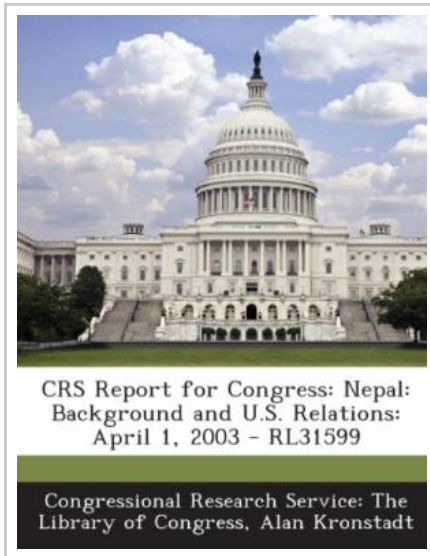 CRS Report for Congress: Nepal:
Background and U.S. Relations:
April 1, 2003 - RL31599
Congressional Research Service: The
Library of Congress, Alan Kronstadt